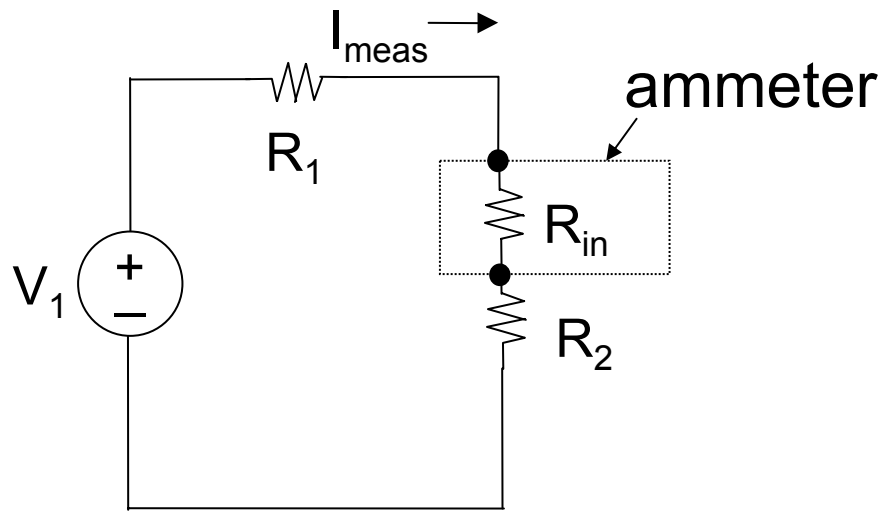 I_meas
ammeter
R_1
R_in
+
V_1
–
R_2